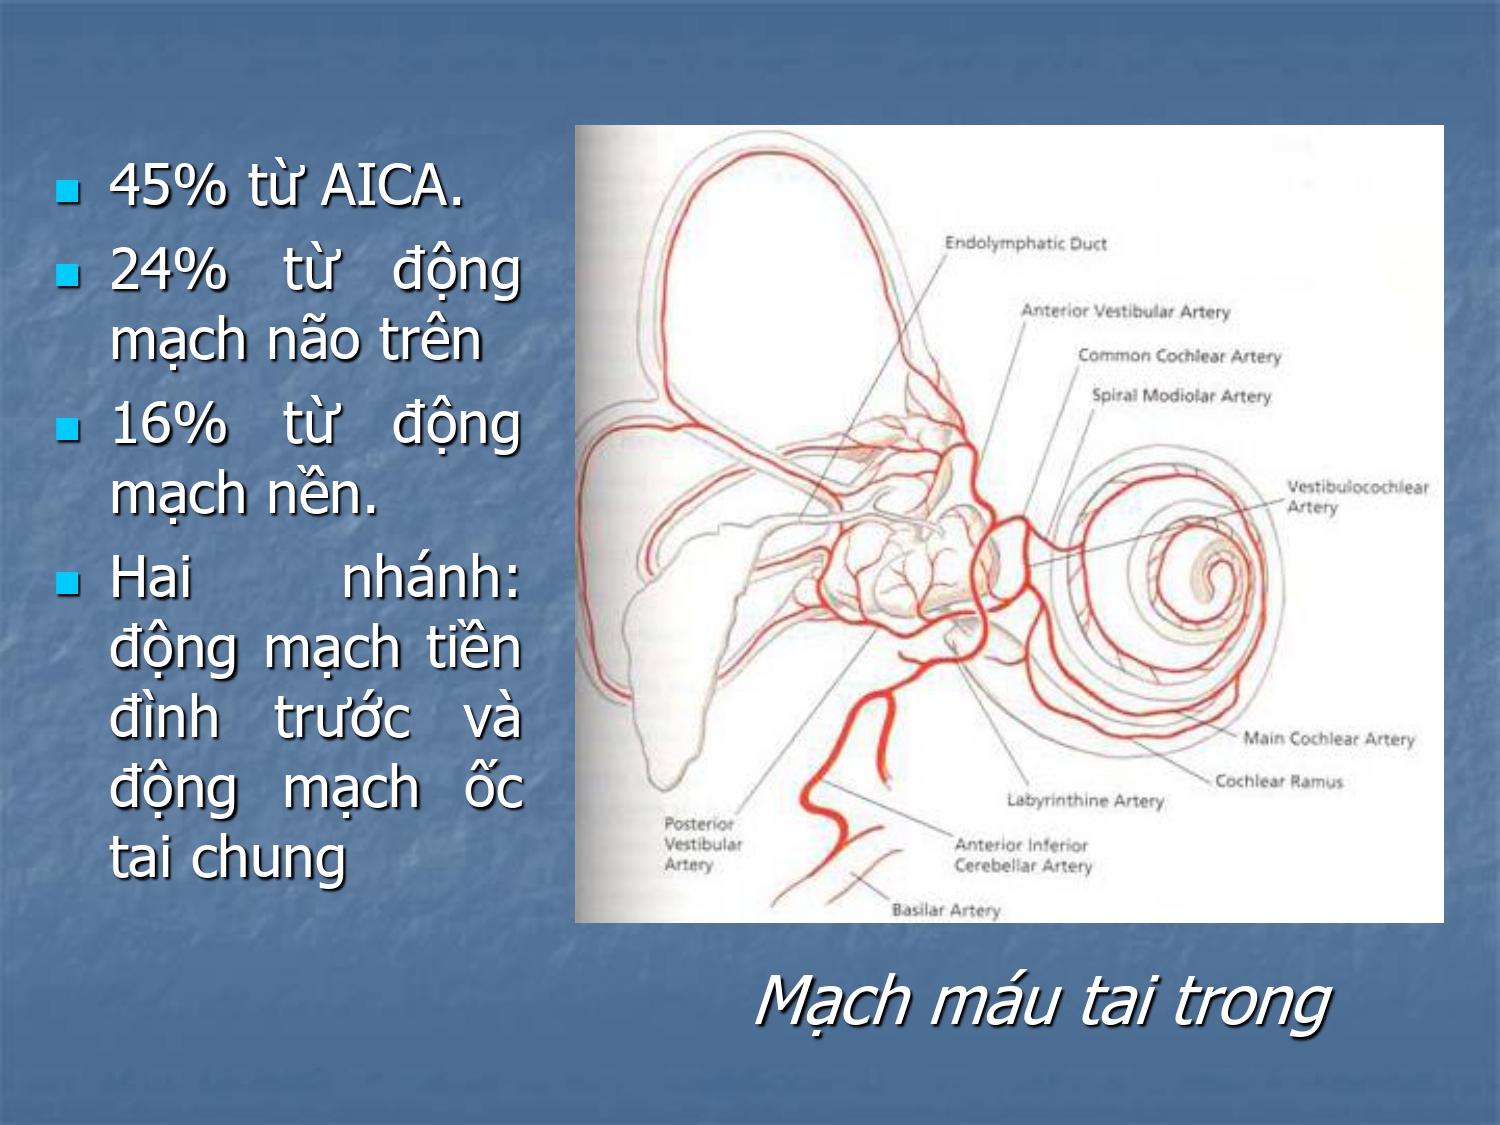 45% từ AICA.
24% từ động
mạch não trên
16% từ động
mạch nền.
Hai nhánh:
động mạch tiền
đình trước và
động mạch ốc
tai chung
Endolymphatic Duct
Anterior Vestibular Artery
Common Cochlear Artery
Spiral Modiolar Artery
Vestibulocochlear
Artery
Main Cochlear Artery
Cochlear Ramus
Labyrinthine Artery
Posterior
Vestibular
Artery
Anterior Inferior
Cerebellar Artery
Basilar Artery
Mạch máu tai trong